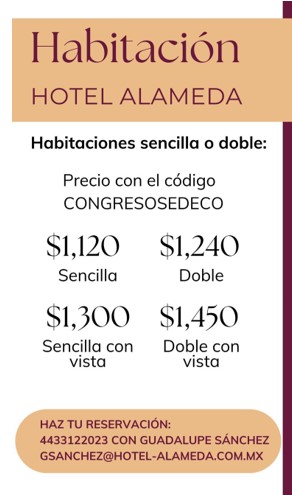 Habitación
HOTEL ALAMEDA
Habitaciones sencilla o doble:
Precio con el código
CONGRESOSEDECO
$1,120 $1,240
Sencilla Doble
$1,300 $1,450
Sencilla con Doble con
vista vista
HAZ TU RESERVACIÓN:
4433122023 CON GUADALUPE SÁNCHEZ
GSANCHEZ@HOTEL-ALAMEDA.COM.MX